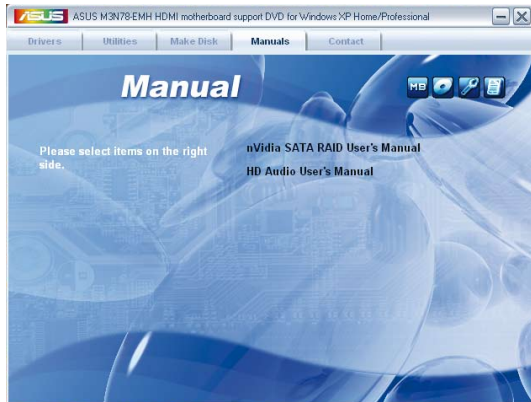 ASUS M3N78-EMH HDMI motherboard support DVD for Windows XP Home/Professional
Drivers Utilities Make Disk Manuals Contact
Manual
MB
Please select items on the right
side.
nVidia SATA RAID User's Manual
HD Audio User's Manual